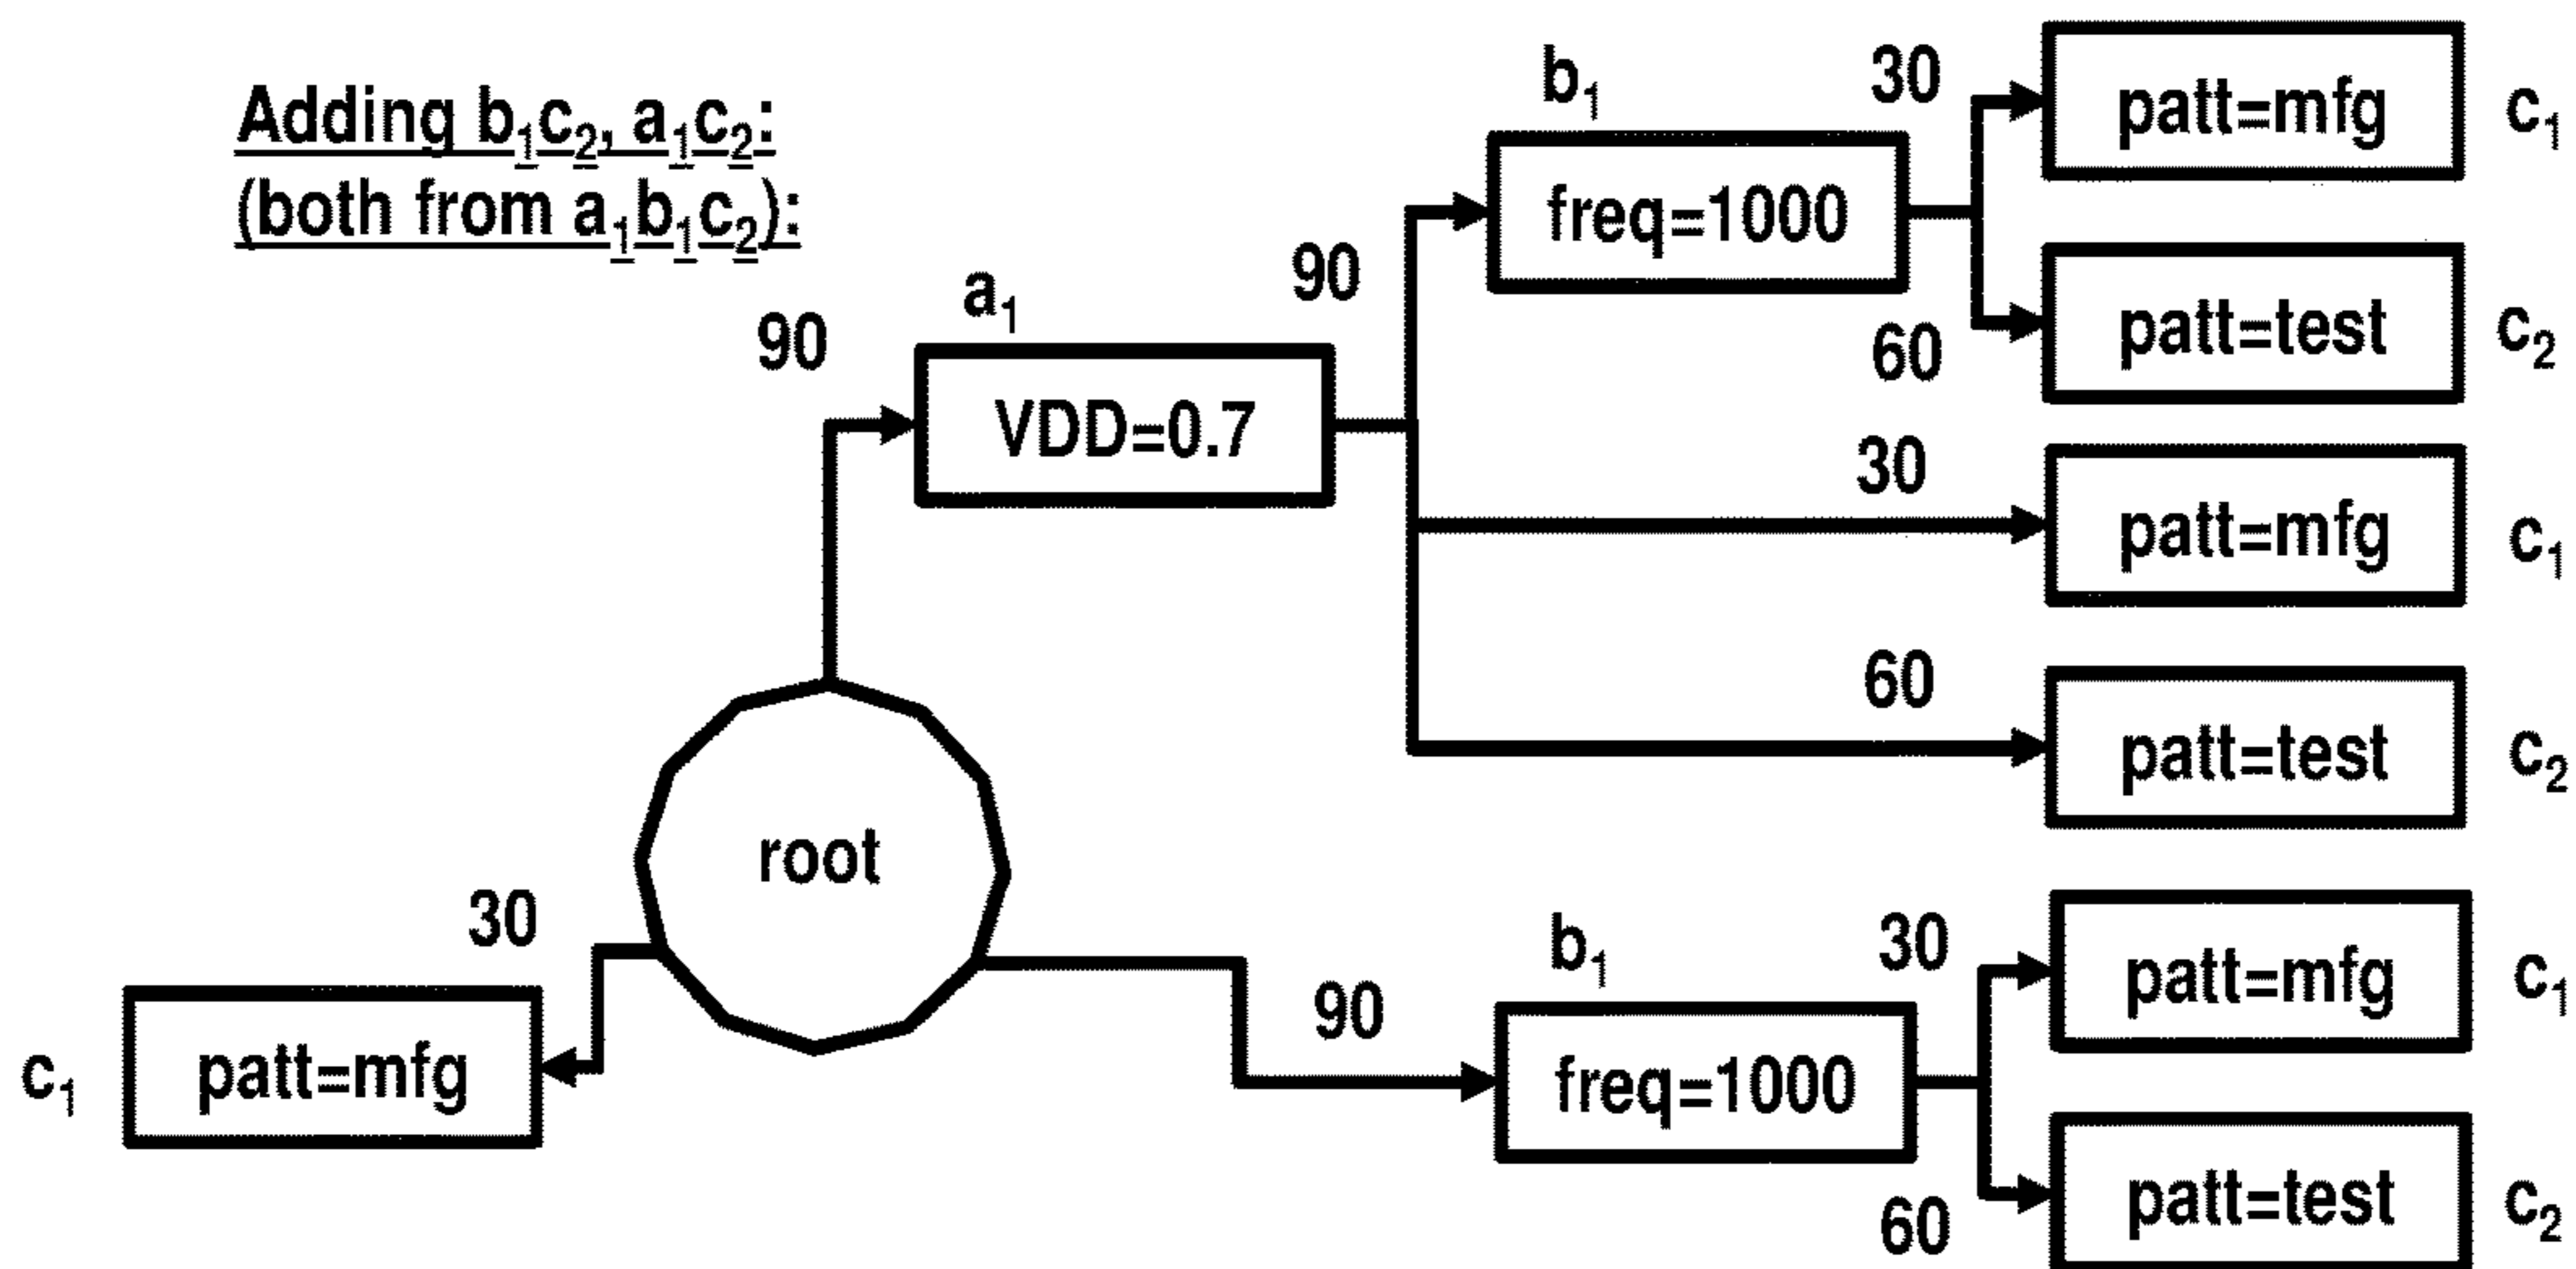 Adding b₁c₂, a₁c₂:
(both from a₁b₁c₂):
90
a₁
VDD=0.7
90
b₁
freq=1000
30
patt=mfg
c₁
60
patt=test
c₂
30
patt=mfg
c₁
60
patt=test
c₂
root
30
c₁
patt=mfg
90
b₁
freq=1000
30
patt=mfg
c₁
60
patt=test
c₂